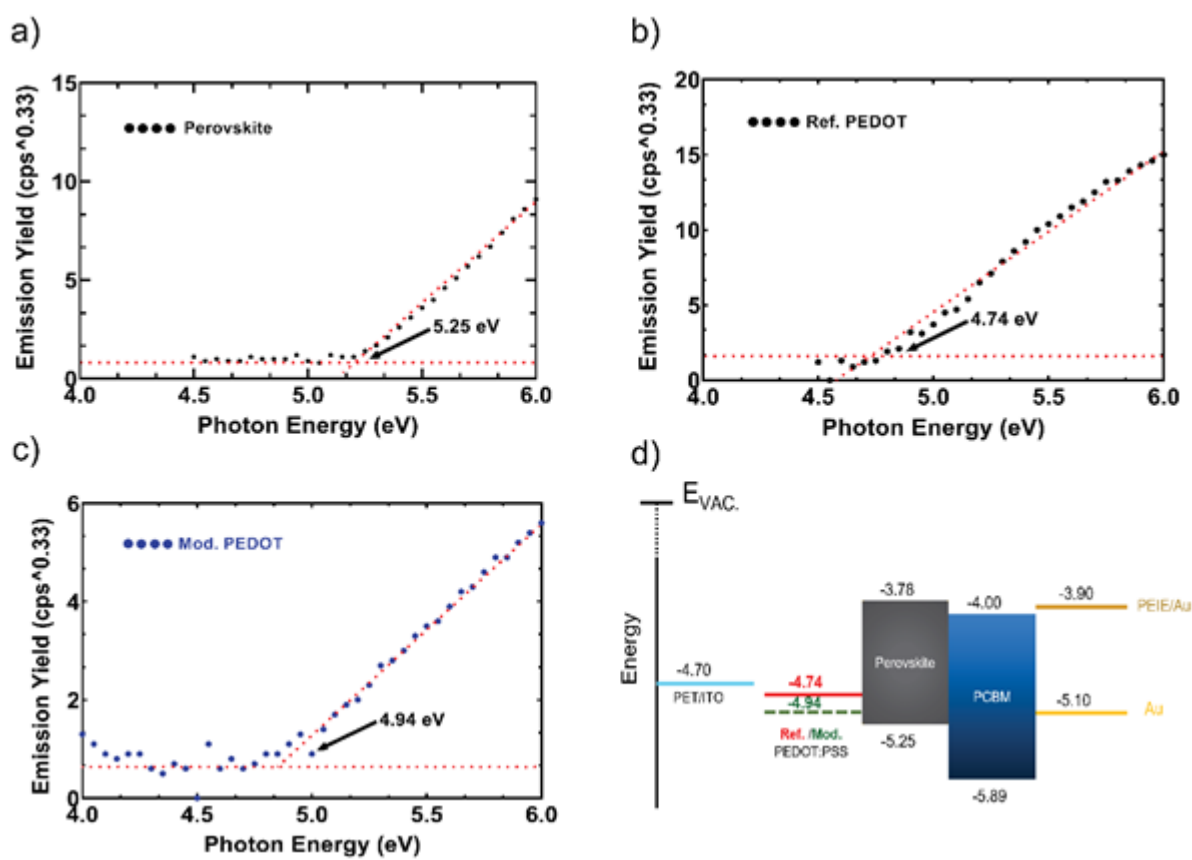 a)
Emission Yield (cps^0.33)
15
10
5
0
Perovskite
5.25 eV
4.0 4.5 5.0 5.5 6.0
Photon Energy (eV)
b)
Emission Yield (cps^0.33)
20
15
10
5
0
Ref. PEDOT
4.74 eV
4.0 4.5 5.0 5.5 6.0
Photon Energy (eV)
c)
Emission Yield (cps^0.33)
6
4
2
0
Mod. PEDOT
4.94 eV
4.0 4.5 5.0 5.5 6.0
Photon Energy (eV)
d)
EVAC.
Energy
-4.70
PET/ITO
-4.74
-4.94
Ref. /Mod.
PEDOT:PSS
-3.78
Perovskite
-5.25
-4.00
PCBM
-5.89
-3.90
PEIE/Au
-5.10
Au